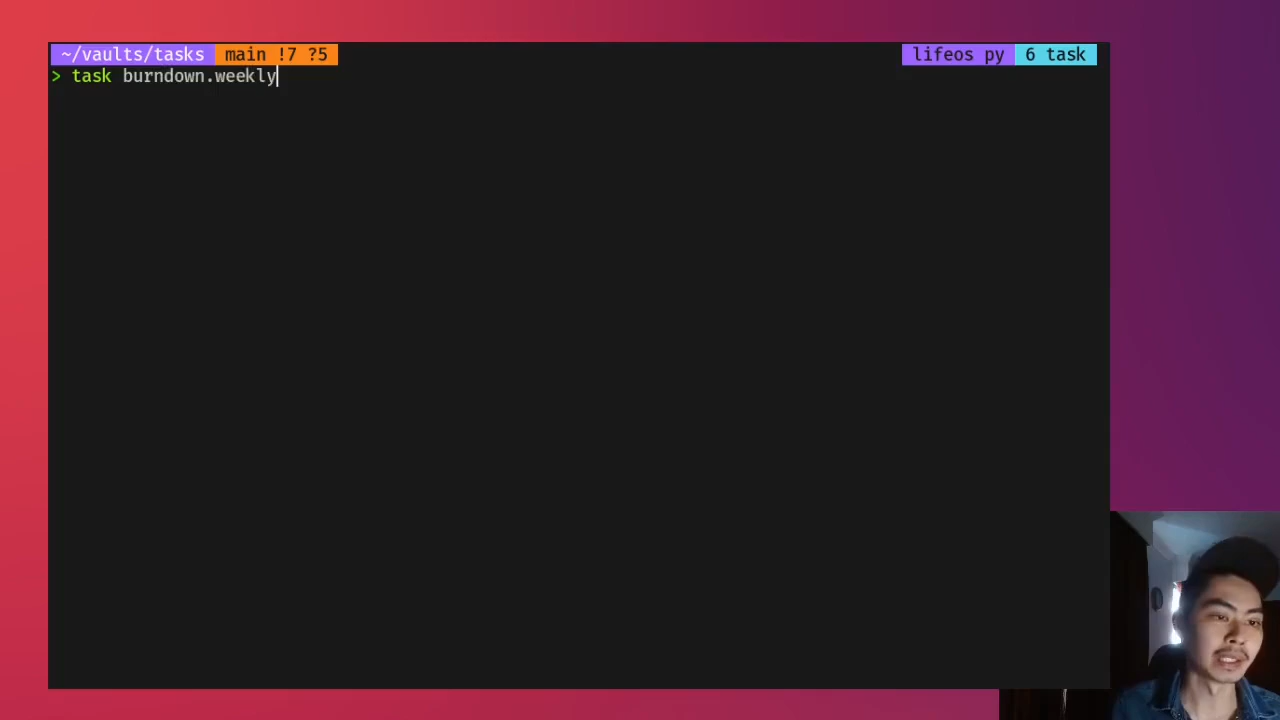 ~/vaults/tasks main !7 ?5 lifeos py 6 task
> task burndown.weekly